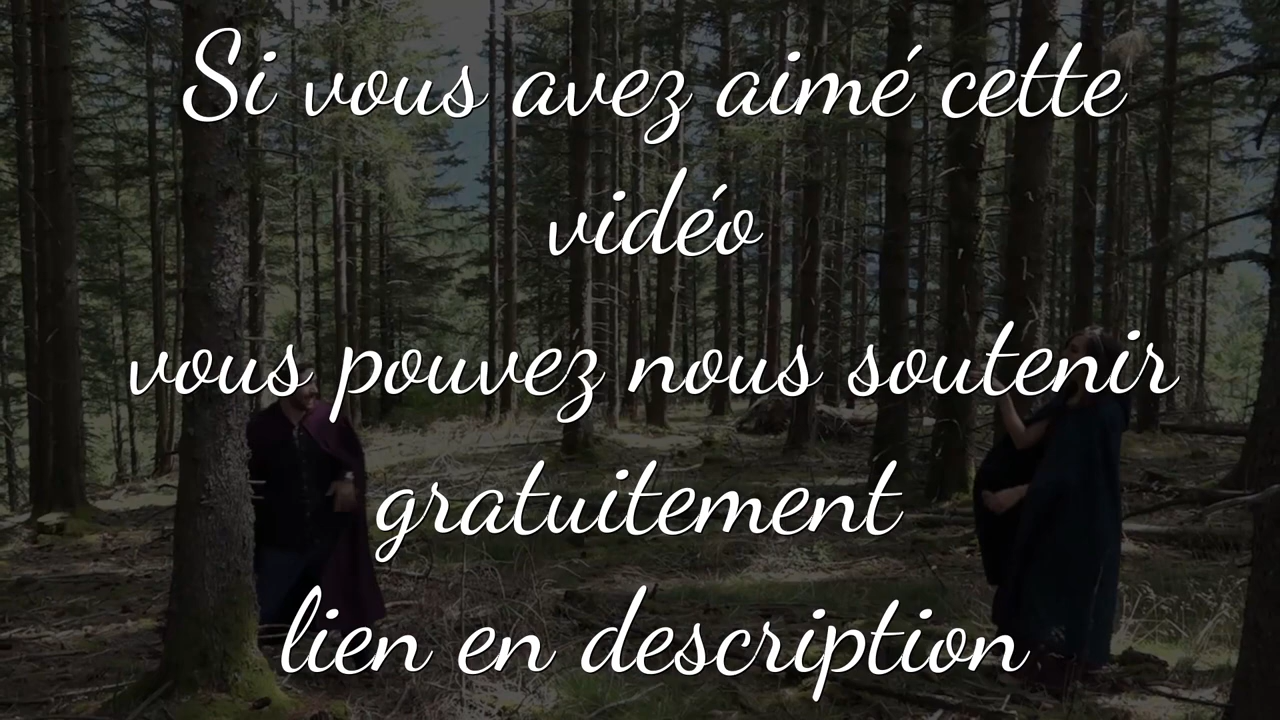 Si vous avez aimé cette
vidéo
vous pouvez nous soutenir
gratuitement
lien en description